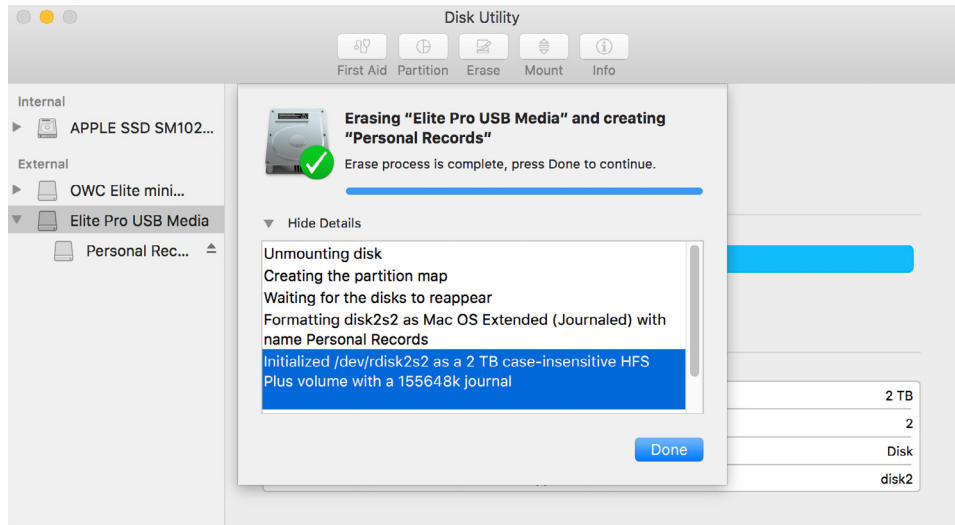 Disk Utility
First Aid Partition Erase Mount Info
Internal
APPLE SSD SM102...
External
OWC Elite mini...
Elite Pro USB Media
Personal Rec...
Erasing “Elite Pro USB Media” and creating
“Personal Records”
Erase process is complete, press Done to continue.
Hide Details
Unmounting disk
Creating the partition map
Waiting for the disks to reappear
Formatting disk2s2 as Mac OS Extended (Journaled) with
name Personal Records
Initialized /dev/rdisk2s2 as a 2 TB case-insensitive HFS
Plus volume with a 155648k journal
Done
2 TB
2
Disk
disk2